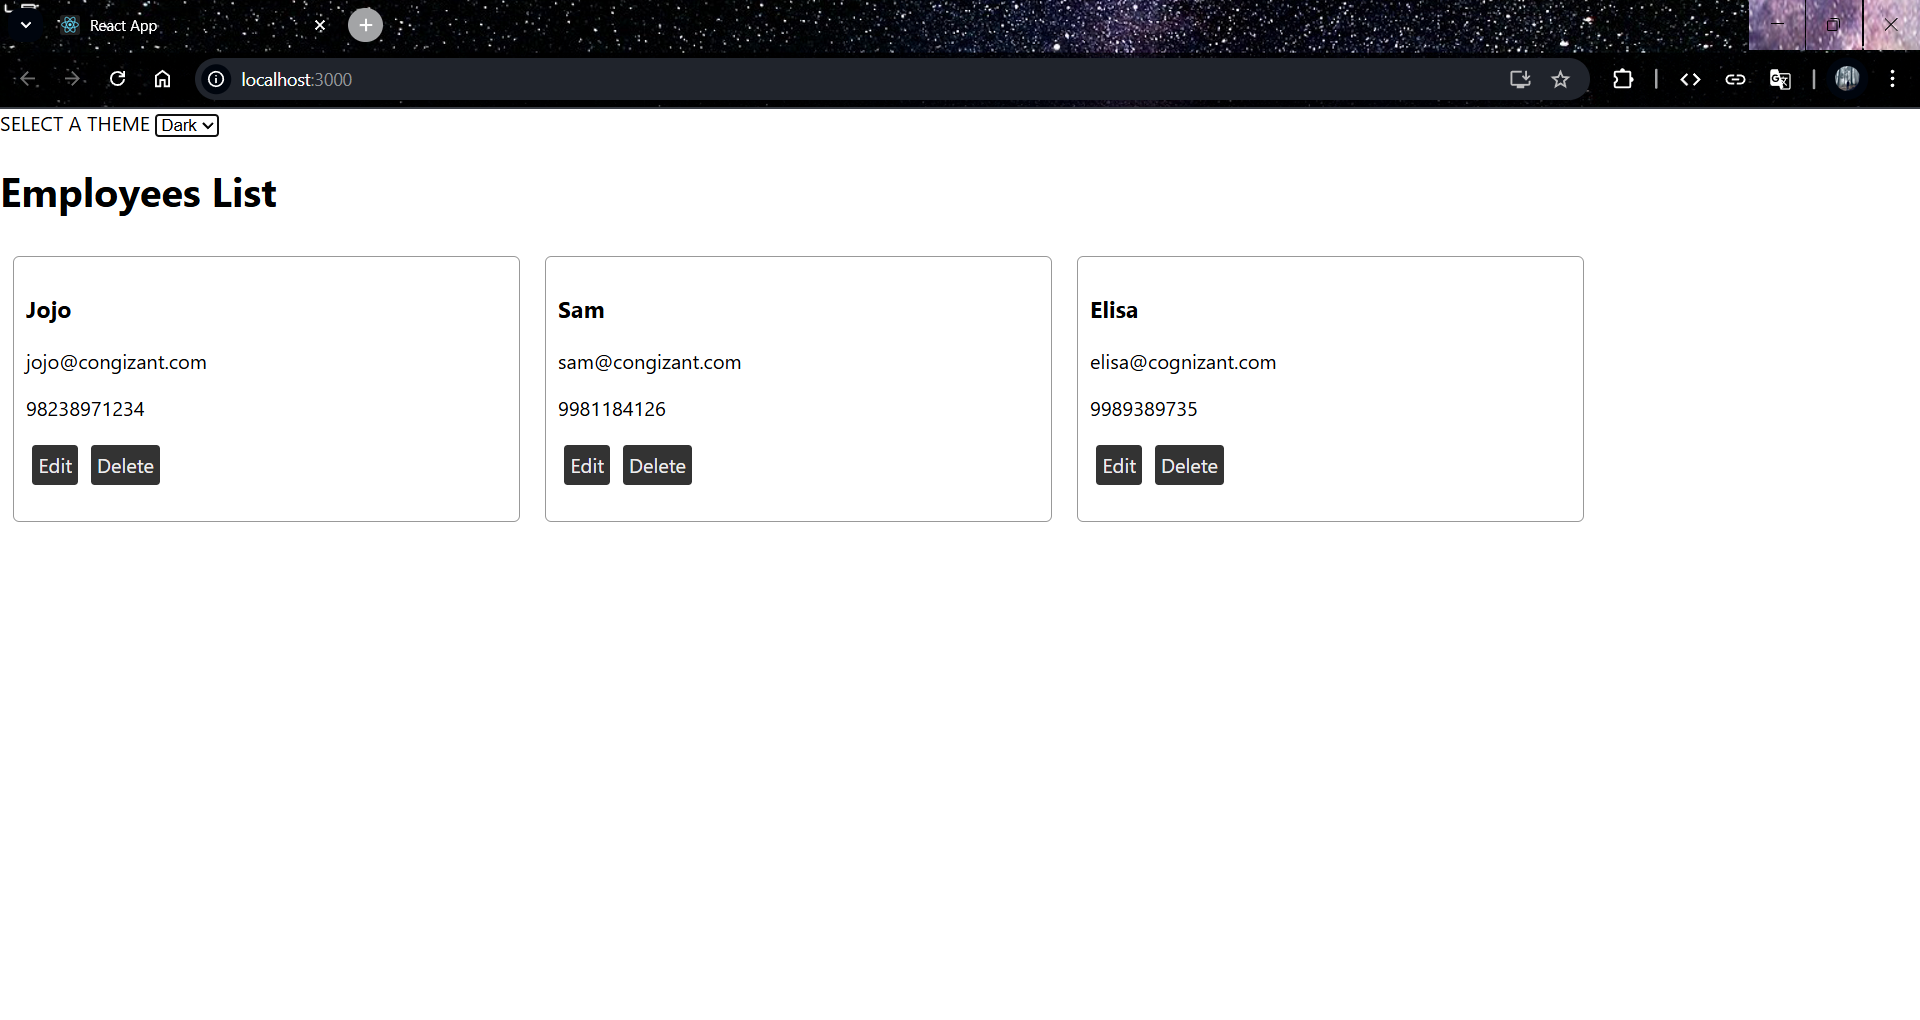 React App
localhost:3000
SELECT A THEME Dark
Employees List
Jojo
jojo@congizant.com
98238971234
Edit Delete
Sam
sam@congizant.com
9981184126
Edit Delete
Elisa
elisa@cognizant.com
9989389735
Edit Delete